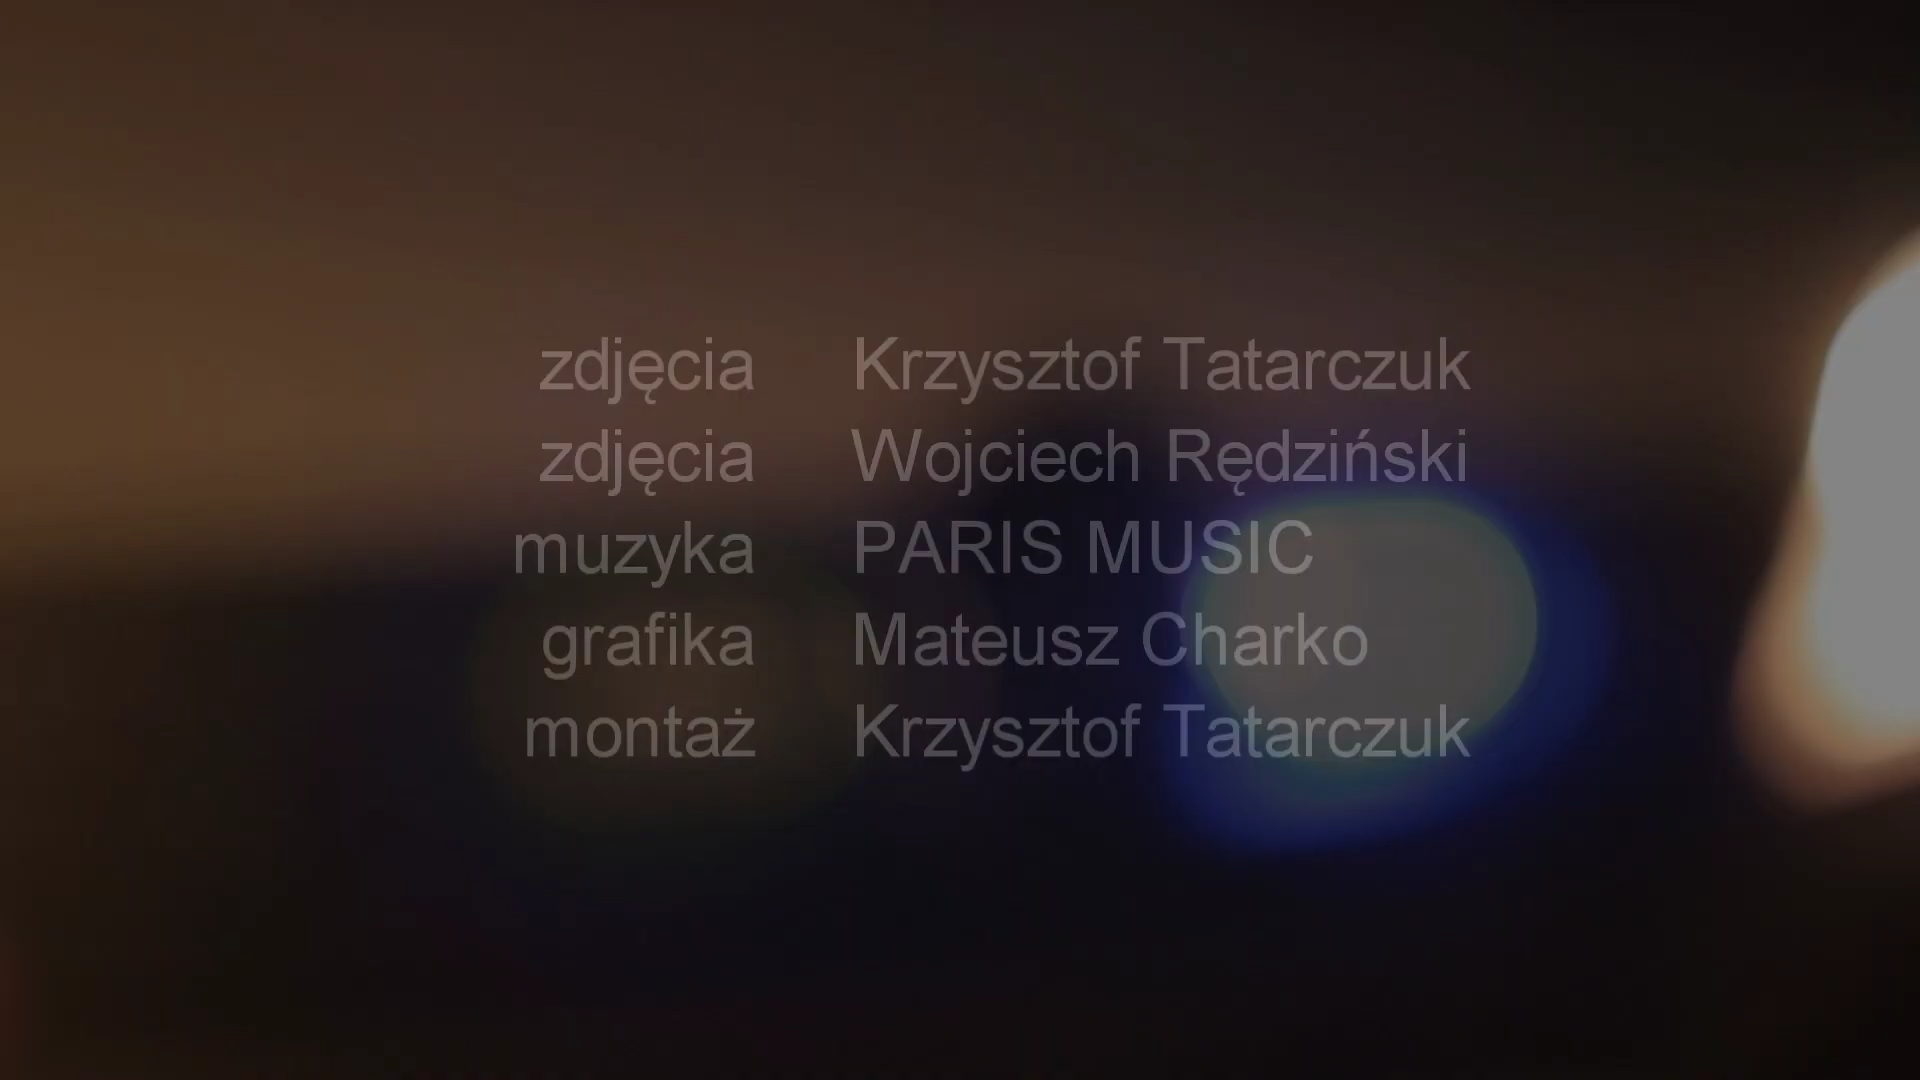 zdjęcia Krzysztof Tatarczuk
zdjęcia Wojciech Rędziński
muzyka PARIS MUSIC
grafika Mateusz Charko
montaż Krzysztof Tatarczuk